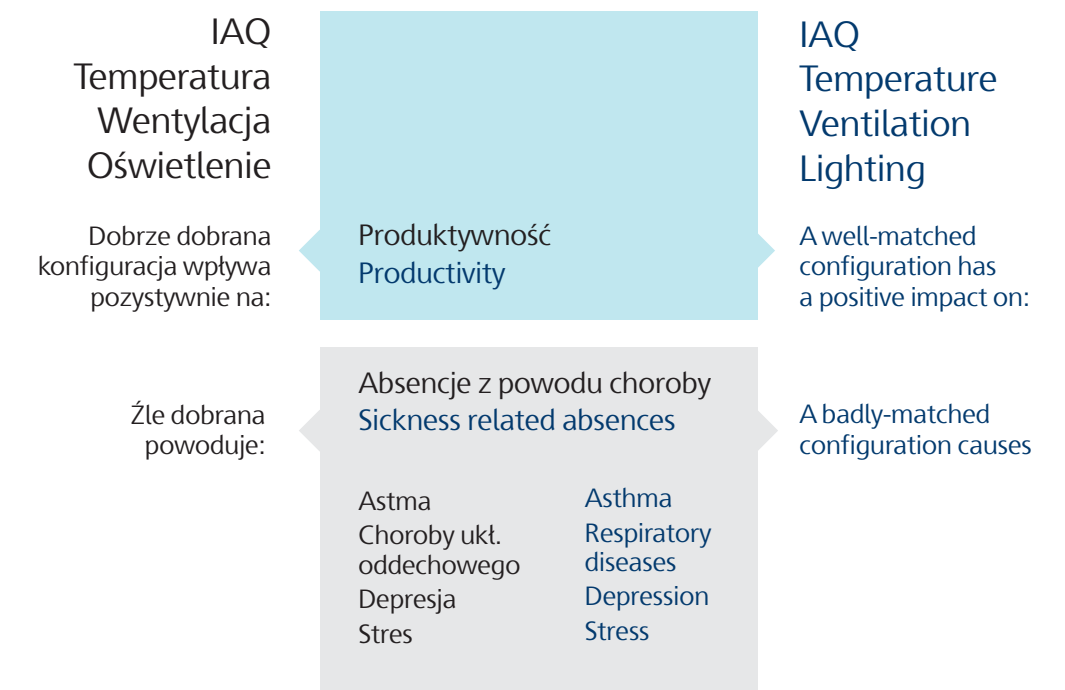 IAQ
Temperatura
Wentylacja
Oświetlenie
IAQ
Temperature
Ventilation
Lighting
Dobrze dobrana
konfiguracja wpływa
pozystywnie na:
Produktywność
Productivity
A well-matched
configuration has
a positive impact on:
Źle dobrana
powoduje:
Absencje z powodu choroby
Sickness related absences
A badly-matched
configuration causes
Astma
Choroby ukł.
oddechowego
Depresja
Stres
Asthma
Respiratory
diseases
Depression
Stress